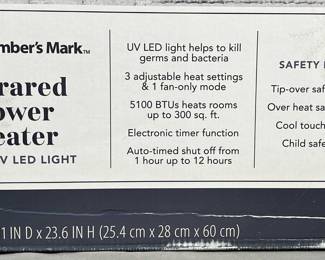 mber's Mark™
rared
ower
eater
V LED LIGHT
UV LED light helps to kill
germs and bacteria
3 adjustable heat settings
& 1 fan-only mode
5100 BTUs heats rooms
up to 300 sq. ft.
Electronic timer function
Auto-timed shut off from
1 hour up to 12 hours
SAFETY
Tip-over saf
Over heat sa
Cool touch
Child safe
1 IN D x 23.6 IN H (25.4 cm x 28 cm x 60 cm)